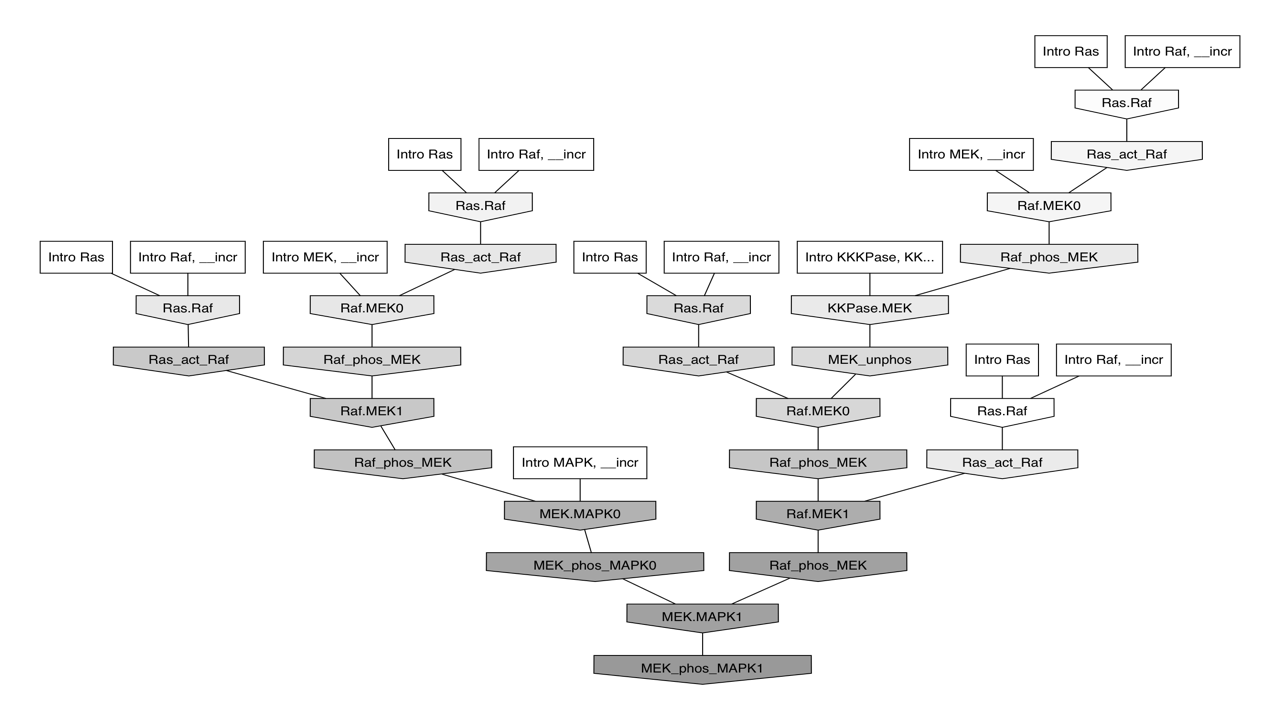 Intro Ras
Intro Raf, __incr
Ras.Raf
Intro Ras
Intro Raf, __incr
Intro MEK, __incr
Ras_act_Raf
Ras.Raf
Raf.MEK0
Intro Ras
Intro Raf, __incr
Intro MEK, __incr
Ras_act_Raf
Intro Ras
Intro Raf, __incr
Intro KKKPase, KK...
Raf_phos_MEK
Ras.Raf
Raf.MEK0
Ras.Raf
KKPase.MEK
Ras_act_Raf
Raf_phos_MEK
Ras_act_Raf
MEK_unphos
Intro Ras
Intro Raf, __incr
Raf.MEK1
Raf.MEK0
Ras.Raf
Raf_phos_MEK
Intro MAPK, __incr
Raf_phos_MEK
Ras_act_Raf
MEK.MAPK0
Raf.MEK1
MEK_phos_MAPK0
Raf_phos_MEK
MEK.MAPK1
MEK_phos_MAPK1